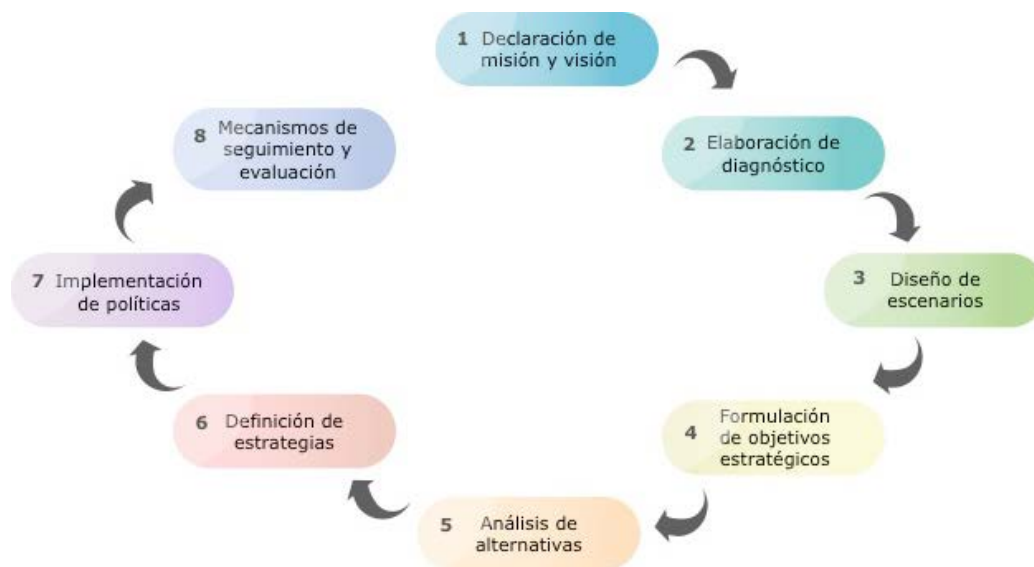 1 Declaración de
misión y visión
2 Elaboración de
diagnóstico
3 Diseño de
escenarios
4 Formulación
de objetivos
estratégicos
5 Análisis de
alternativas
6 Definición de
estrategias
7 Implementación
de políticas
8 Mecanismos de
seguimiento y
evaluación